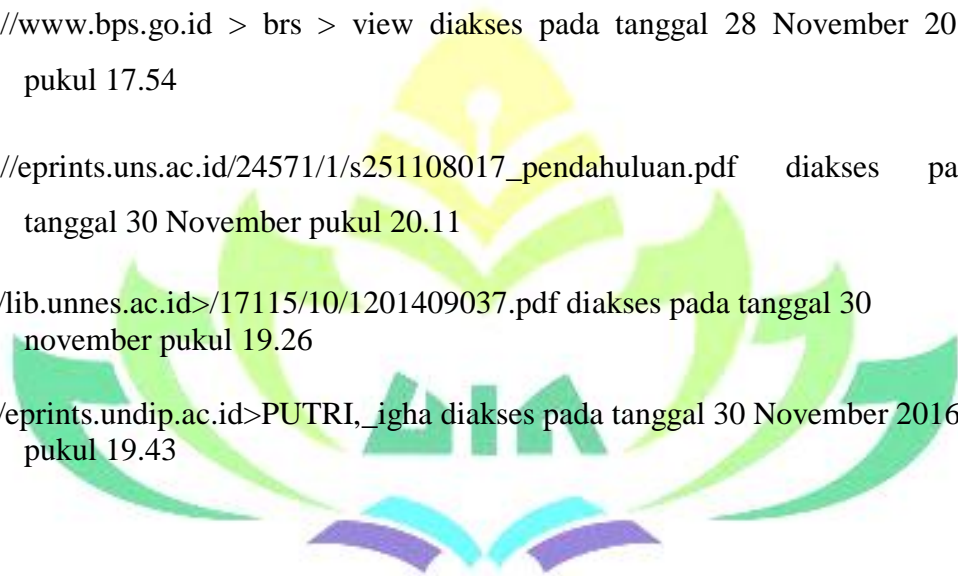 //www.bps.go.id > brs > view diakses pada tanggal 28 November 20
pukul 17.54
//eprints.uns.ac.id/24571/1/s251108017_pendahuluan.pdf diakses pa
tanggal 30 November pukul 20.11
/lib.unnes.ac.id>/17115/10/1201409037.pdf diakses pada tanggal 30
november pukul 19.26
/eprints.undip.ac.id>PUTRI,_igha diakses pada tanggal 30 November 2016
pukul 19.43